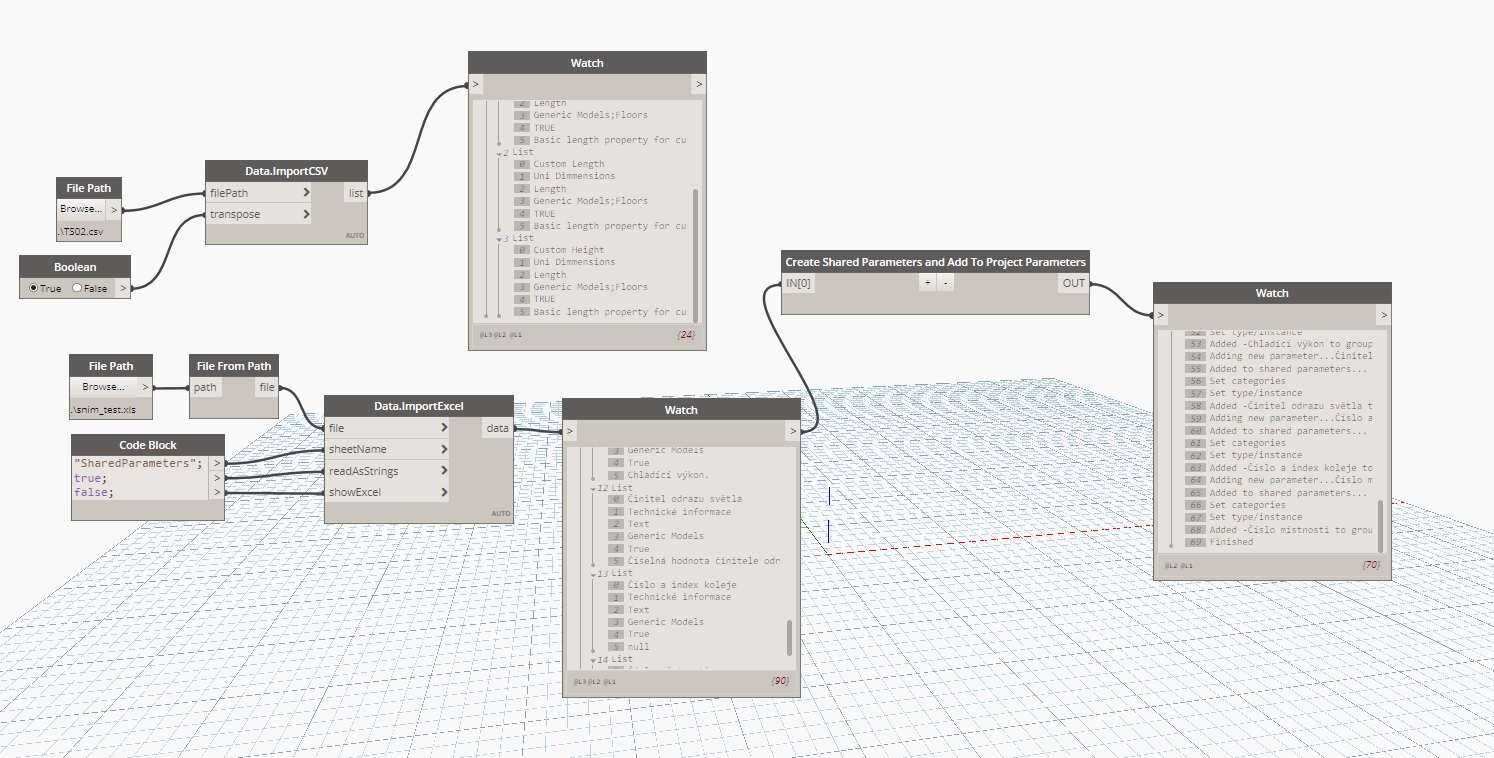 Watch
>
>
2 Length
3 Generic Models;Floors
4 TRUE
5 Basic length property for cu
2 List
0 Custom Length
1 Uni Dimmensions
2 Length
3 Generic Models;Floors
4 TRUE
5 Basic length property for cu
3 List
0 Custom Height
1 Uni Dimmensions
2 Length
3 Generic Models;Floors
4 TRUE
5 Basic length property for cu
@L3 @L2 @L1 {24}
File Path
Browse... >
.\TS02.csv
Data.ImportCSV
filePath > list
transpose >
AUTO
Boolean
True False >
Create Shared Parameters and Add To Project Parameters
IN[0] + - OUT
File Path
Browse... >
.\snim_test.xls
File From Path
path file
Code Block
"SharedParameters"; >
true; >
false; >
Data.ImportExcel
file > data
sheetName >
readAsStrings >
showExcel >
AUTO
Watch
>
>
3 Generic Models
4 True
5 Chladící výkon.
12 List
0 Činitel odrazu světla
1 Technické informace
2 Text
3 Generic Models
4 True
5 Číselná hodnota činitele odr
13 List
0 Číslo a index koleje
1 Technické informace
2 Text
3 Generic Models
4 True
5 null
14 List
@L3 @L2 @L1 {90}
Watch
>
>
52 Set type/instance
53 Added -Chladící výkon to group
54 Adding new parameter...Činitel
55 Added to shared parameters...
56 Set categories
57 Set type/instance
58 Added -Činitel odrazu světla t
59 Adding new parameter...Číslo a
60 Added to shared parameters...
61 Set categories
62 Set type/instance
63 Added -Číslo a index koleje to
64 Adding new parameter...Číslo m
65 Added to shared parameters...
66 Set categories
67 Set type/instance
68 Added -Číslo místnosti to grou
69 Finished
@L2 @L1 {70}